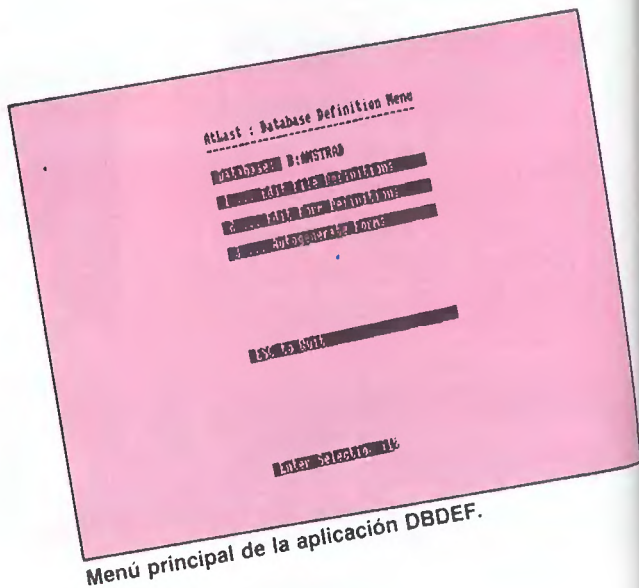 AtLast : Database Definition Menu
Database: B:AMSTRAD
1 ... Edit File Definitions
2 ... Edit Form Definitions
3 ... Autogenerate Forms
ESC to Quit
Enter Selection :
Menú principal de la aplicación DBDEF.